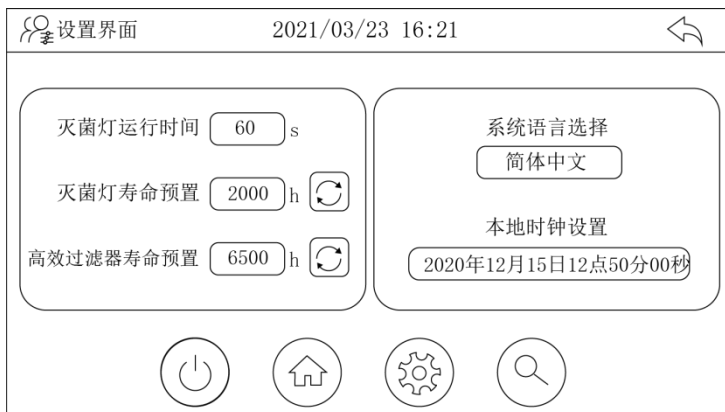 设置界面 2021/03/23 16:21
灭菌灯运行时间 60 s
灭菌灯寿命预置 2000 h
高效过滤器寿命预置 6500 h
系统语言选择
简体中文
本地时钟设置
2020年12月15日12点50分00秒